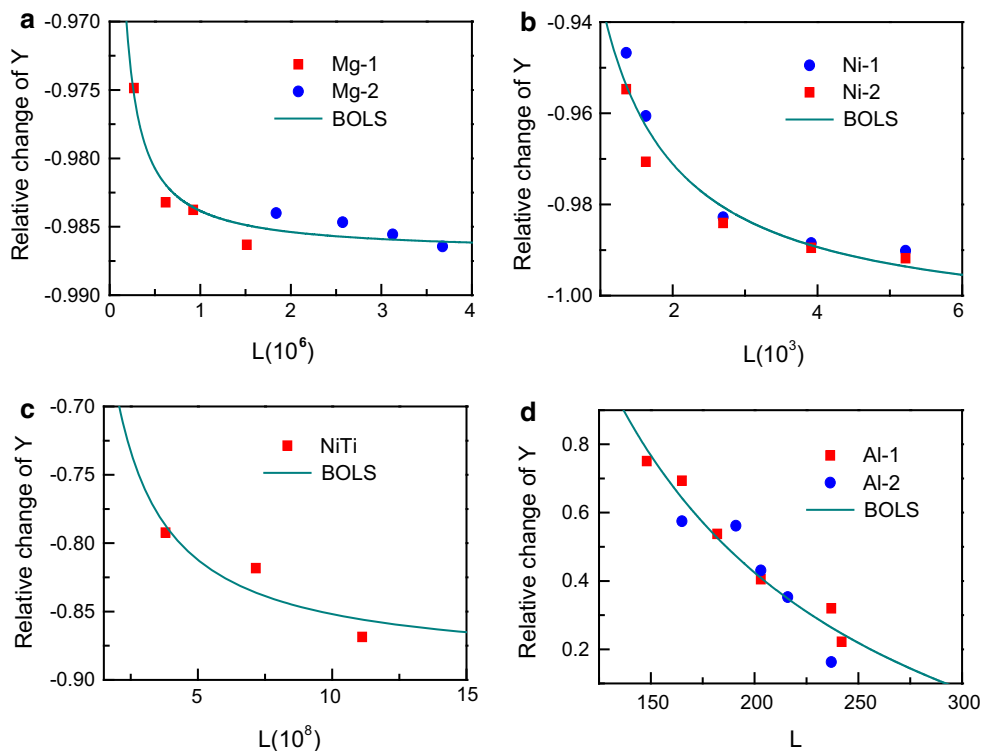 a
-0.970
-0.975
-0.980
-0.985
-0.990
Relative change of Y
Mg-1
Mg-2
BOLS
0 1 2 3 4
L(10⁶)
b
-0.94
-0.96
-0.98
-1.00
Relative change of Y
Ni-1
Ni-2
BOLS
2 4 6
L(10³)
c
-0.70
-0.75
-0.80
-0.85
-0.90
Relative change of Y
NiTi
BOLS
5 10 15
L(10⁸)
d
0.8
0.6
0.4
0.2
Relative change of Y
Al-1
Al-2
BOLS
150 200 250 300
L